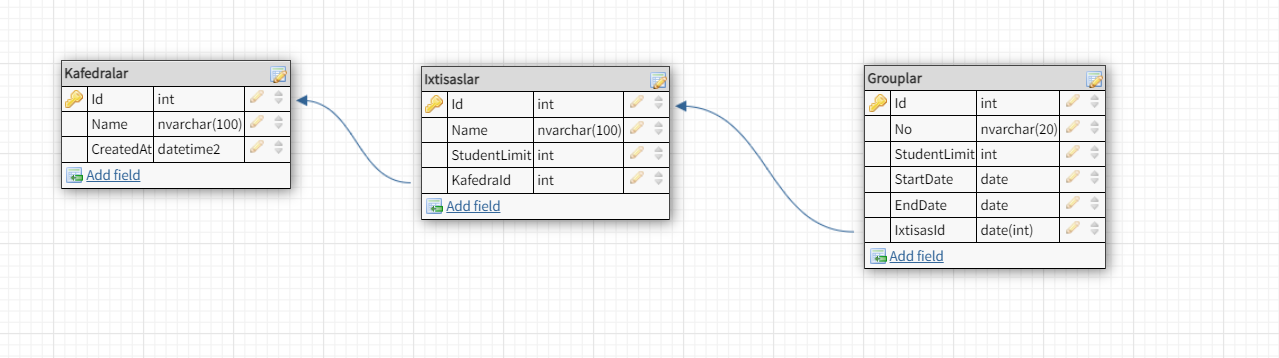 Kafedralar
Id int
Name nvarchar(100)
CreatedAt datetime2
Add field
Ixtisaslar
Id int
Name nvarchar(100)
StudentLimit int
KafedraId int
Add field
Grouplar
Id int
No nvarchar(20)
StudentLimit int
StartDate date
EndDate date
IxtisasId date(int)
Add field